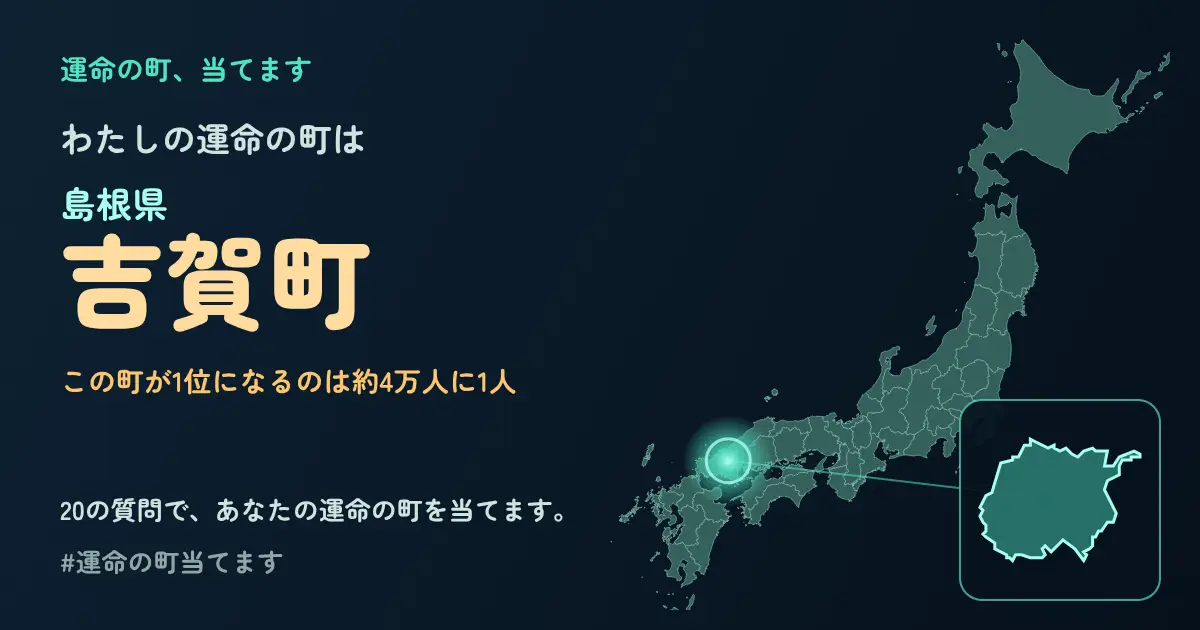 運命の町、当てます
わたしの運命の町は
島根県
吉賀町
この町が1位になるのは約4万人に1人
20の質問で、あなたの運命の町を当てます。
#運命の町当てます